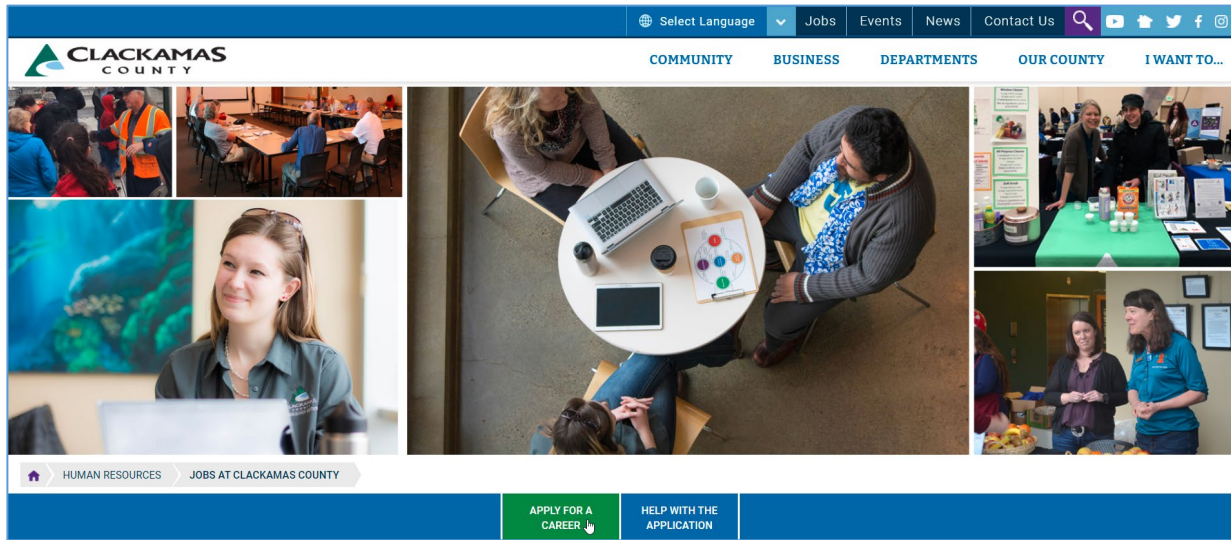 Select Language
Jobs
Events
News
Contact Us
CLACKAMAS
COUNTY
COMMUNITY
BUSINESS
DEPARTMENTS
OUR COUNTY
I WANT TO...
HUMAN RESOURCES
JOBS AT CLACKAMAS COUNTY
APPLY FOR A
CAREER
HELP WITH THE
APPLICATION